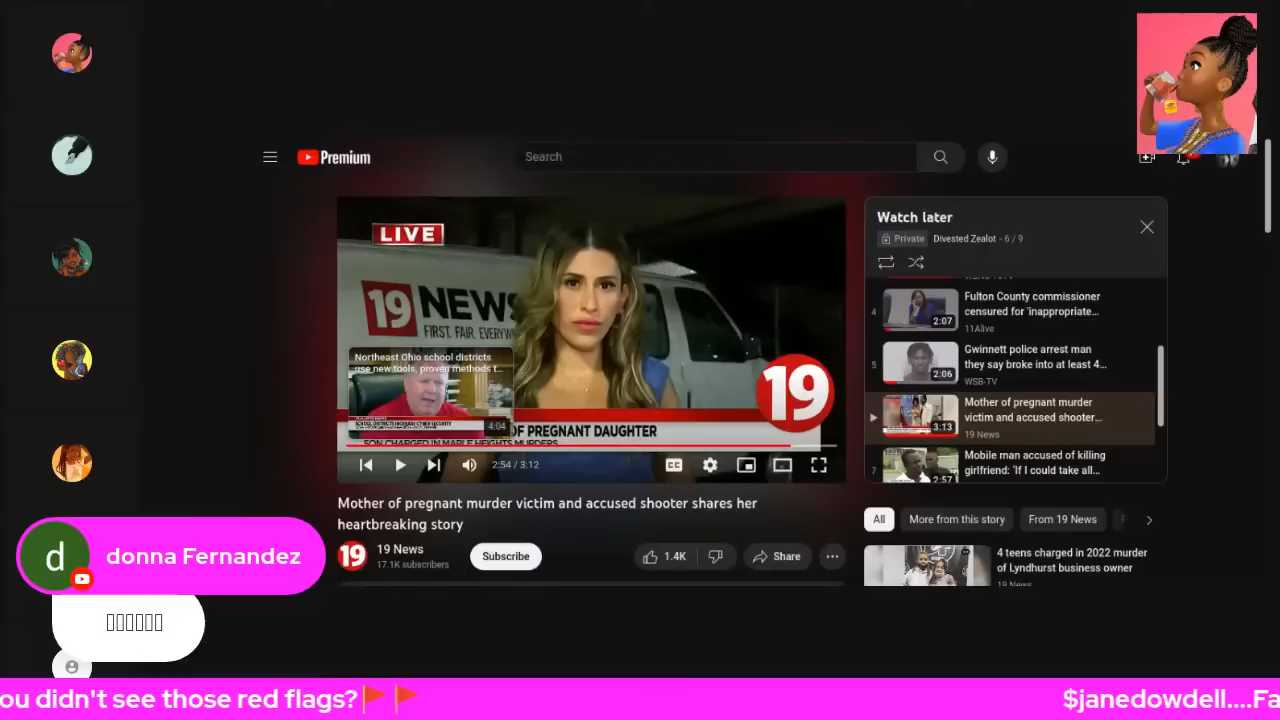 Premium
Search
LIVE
19 NEWS
FIRST. FAIR. EVERYW
Northeast Ohio school districts
use new tools, proven methods t...
4:04
19
OF PREGNANT DAUGHTER
SON CHARGED IN MAPLE HEIGHTS MURDERS
2:54 / 3:12
CC
Mother of pregnant murder victim and accused shooter shares her
heartbreaking story
19
19 News
17.1K subscribers
Subscribe
1.4K
Share
Watch later
Private
Divested Zealot - 6 / 9
4
2:07
Fulton County commissioner
censured for 'inappropriate...
11Alive
5
2:06
Gwinnett police arrest man
they say broke into at least 4...
WSB-TV
3:13
Mother of pregnant murder
victim and accused shooter...
19 News
7
2:57
Mobile man accused of killing
girlfriend: 'If I could take all...
All
More from this story
From 19 News
4 teens charged in 2022 murder
of Lyndhurst business owner
19 News
d
donna Fernandez
ou didn't see those red flags?🚩🚩
$janedowdell....Fa